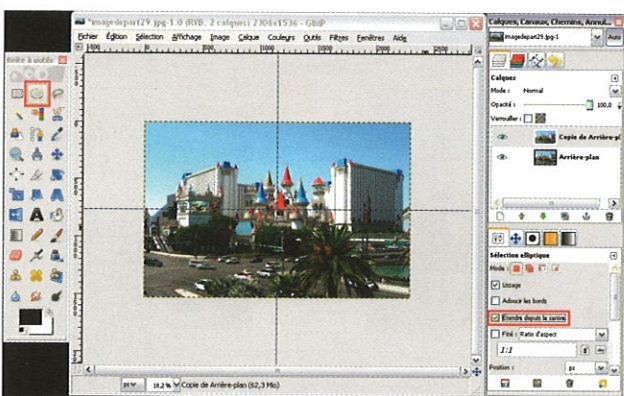 *imagedepart29.jpg-1.0 (RVB, 2 calques) 2306x1536 – GIMP
Fichier Édition Sélection Affichage Image Calque Couleurs Outils Filtres Fenêtres Aide
Boîte à outils
Calques, Canaux, Chemins, Annul...
imagedepart29.jpg-1
Auto
Calques
Mode : Normal
Opacité : 100,0
Verrouiller :
Copie de Arrière-pl
Arrière-plan
Sélection elliptique
Mode :
Lissage
Adoucir les bords
Étendre depuis le centre
Fixé : Ratio d'aspect
1:1
Position : px
px 18,2 % Copie de Arrière-plan (62,3 Mio)